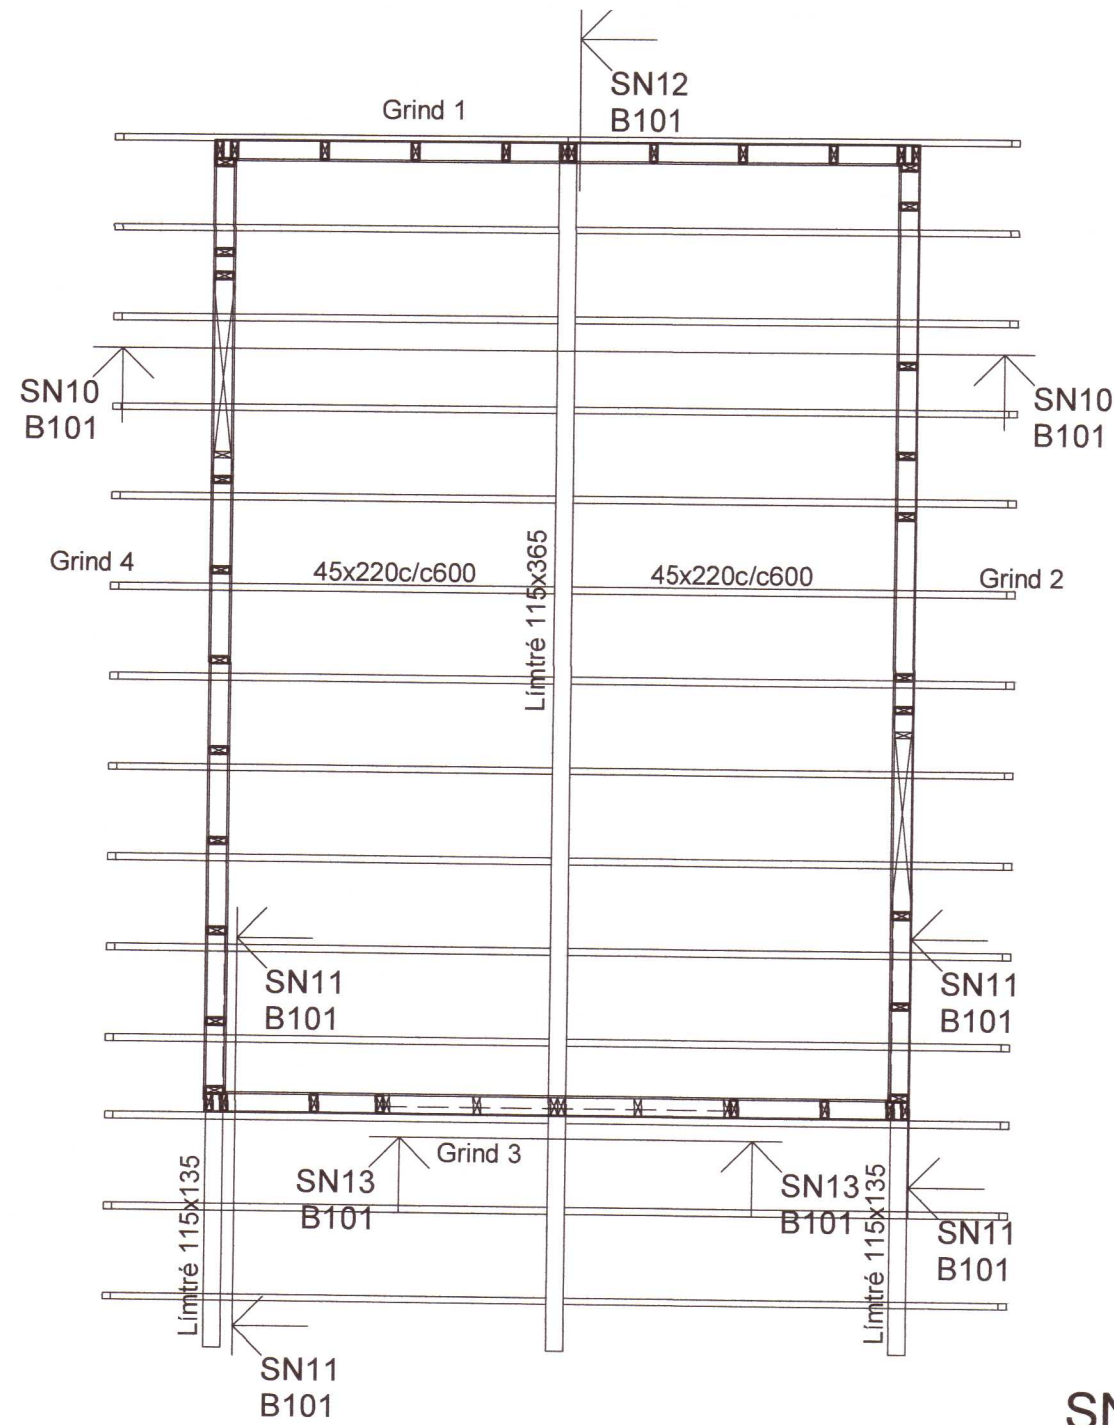 SN12
B101
Grind 1
SN10
B101
SN10
B101
Grind 4
45x220c/c600
Límtré 115x365
45x220c/c600
Grind 2
SN11
B101
SN11
B101
Grind 3
SN13
B101
SN13
B101
Límtré 115x135
Límtré 115x135
SN11
B101
SN11
B101
SN